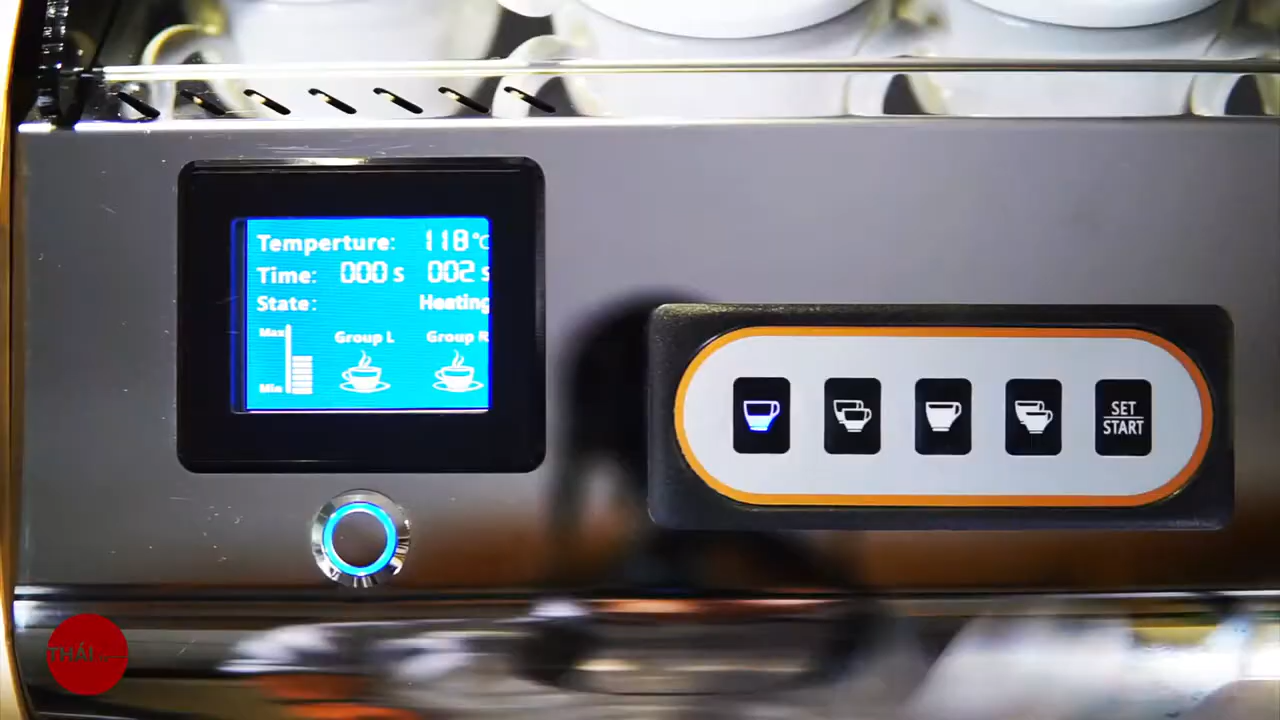 Temperture: 118 °C
Time: 000 s 002 s
State: Heating
Max
Group L Group R
Min
SET
START
THÁI